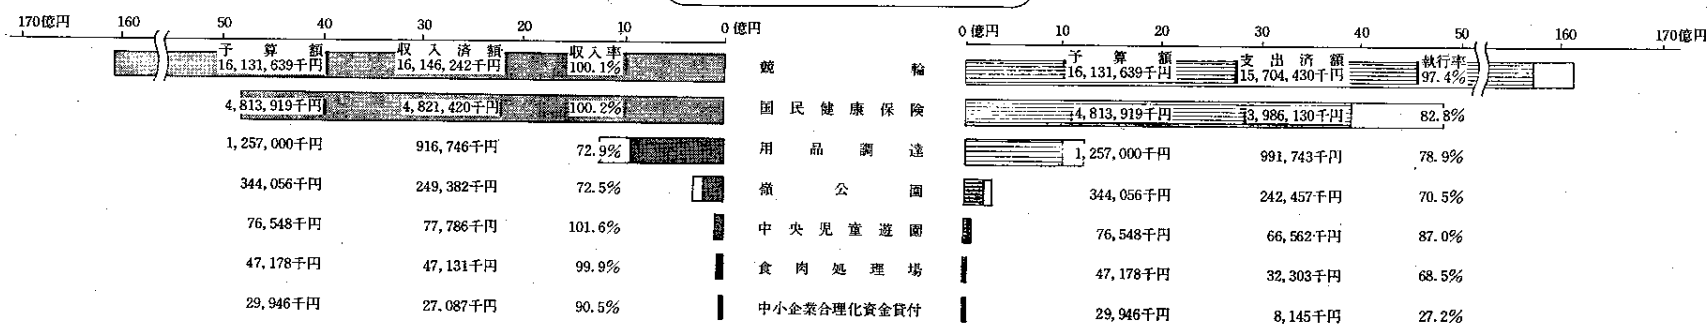 170億円 160 50 40 30 20 10 0億円 0億円 10 20 30 40 50 160 170億円
予算額 収入済額 収入率 予算額 支出済額 執行率
16,131,639千円 16,146,242千円 100.1% 競輪 16,131,639千円 15,704,430千円 97.4%
4,813,919千円 4,821,420千円 100.2% 国民健康保険 4,813,919千円 3,986,130千円 82.8%
1,257,000千円 916,746千円 72.9% 用品調達 1,257,000千円 991,743千円 78.9%
344,056千円 249,382千円 72.5% 嶺公園 344,056千円 242,457千円 70.5%
76,548千円 77,786千円 101.6% 中央児童遊園 76,548千円 66,562千円 87.0%
47,178千円 47,131千円 99.9% 食肉処理場 47,178千円 32,303千円 68.5%
29,946千円 27,087千円 90.5% 中小企業合理化資金貸付 29,946千円 8,145千円 27.2%